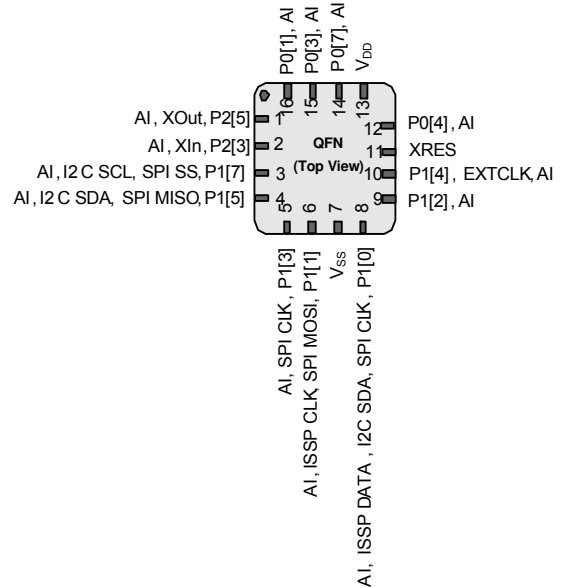 P0[1], AI
P0[3], AI
P0[7], AI
VDD
16
15
14
13
AI, XOut, P2[5]
1
AI, XIn, P2[3]
2
AI, I2 C SCL, SPI SS, P1[7]
3
AI, I2 C SDA, SPI MISO, P1[5]
4
QFN
(Top View)
12
P0[4], AI
11
XRES
10
P1[4], EXTCLK, AI
9
P1[2], AI
5
6
7
8
AI, SPI CLK, P1[3]
AI, ISSP CLK, SPI MOSI, P1[1]
VSS
AI, ISSP DATA, I2C SDA, SPI CLK, P1[0]